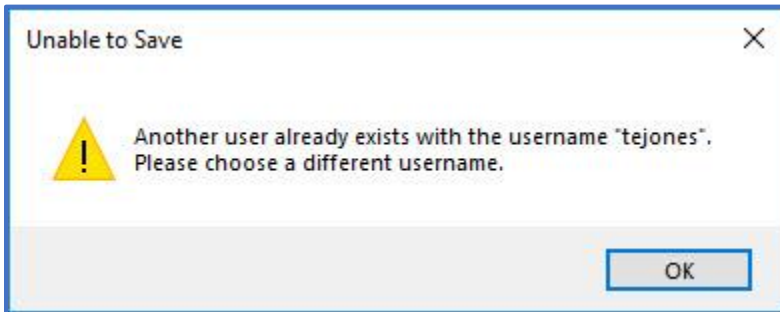 Unable to Save
Another user already exists with the username "tejones".
Please choose a different username.
OK